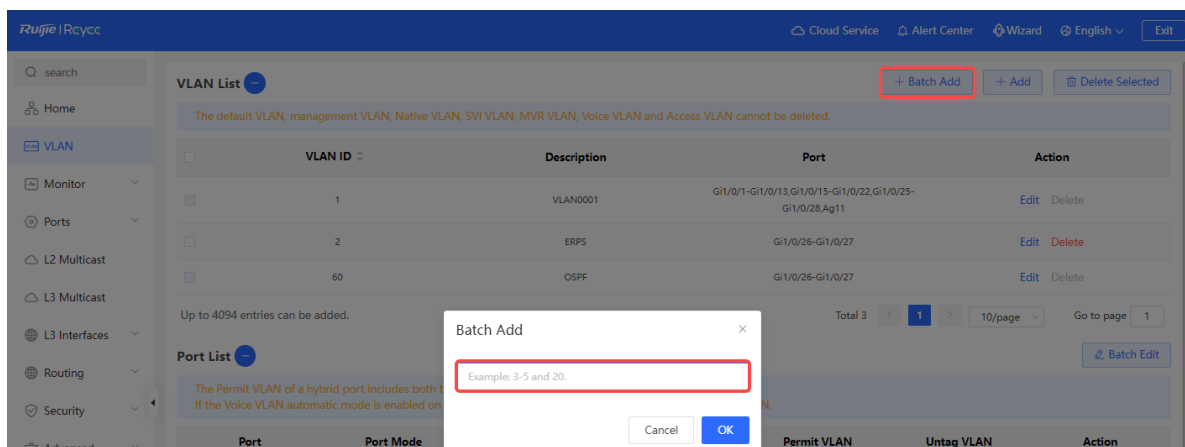 Ruijie | Rcycc
Cloud Service
Alert Center
Wizard
English
Exit
search
Home
VLAN
Monitor
Ports
L2 Multicast
L3 Multicast
L3 Interfaces
Routing
Security
VLAN List
+ Batch Add
+ Add
Delete Selected
The default VLAN, management VLAN, Native VLAN, SVI VLAN, MVR VLAN, Voice VLAN and Access VLAN cannot be deleted.
VLAN ID Description Port Action
1 VLAN0001 Gi1/0/1-Gi1/0/13,Gi1/0/15-Gi1/0/22,Gi1/0/25-
Gi1/0/28,Ag11 Edit Delete
2 ERPS Gi1/0/26-Gi1/0/27 Edit Delete
60 OSPF Gi1/0/26-Gi1/0/27 Edit Delete
Up to 4094 entries can be added.
Total 3 1 10/page Go to page 1
Batch Add
Example: 3-5 and 20.
Cancel OK
Port List
Batch Edit
The Permit VLAN of a hybrid port includes both
If the Voice VLAN automatic mode is enabled on
Port Port Mode Permit VLAN Untag VLAN Action